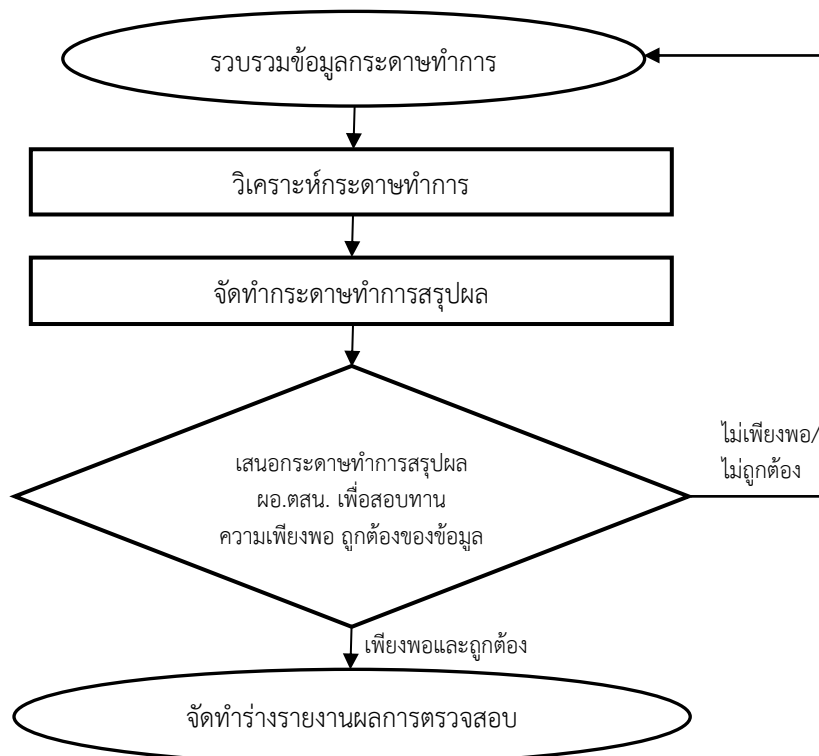 รวบรวมข้อมูลกระดาษทำการ
วิเคราะห์กระดาษทำการ
จัดทำกระดาษทำการสรุปผล
เสนอกระดาษทำการสรุปผล
ผอ.ตสน. เพื่อสอบทาน
ความเพียงพอ ถูกต้องของข้อมูล
ไม่เพียงพอ/
ไม่ถูกต้อง
เพียงพอและถูกต้อง
จัดทำร่างรายงานผลการตรวจสอบ